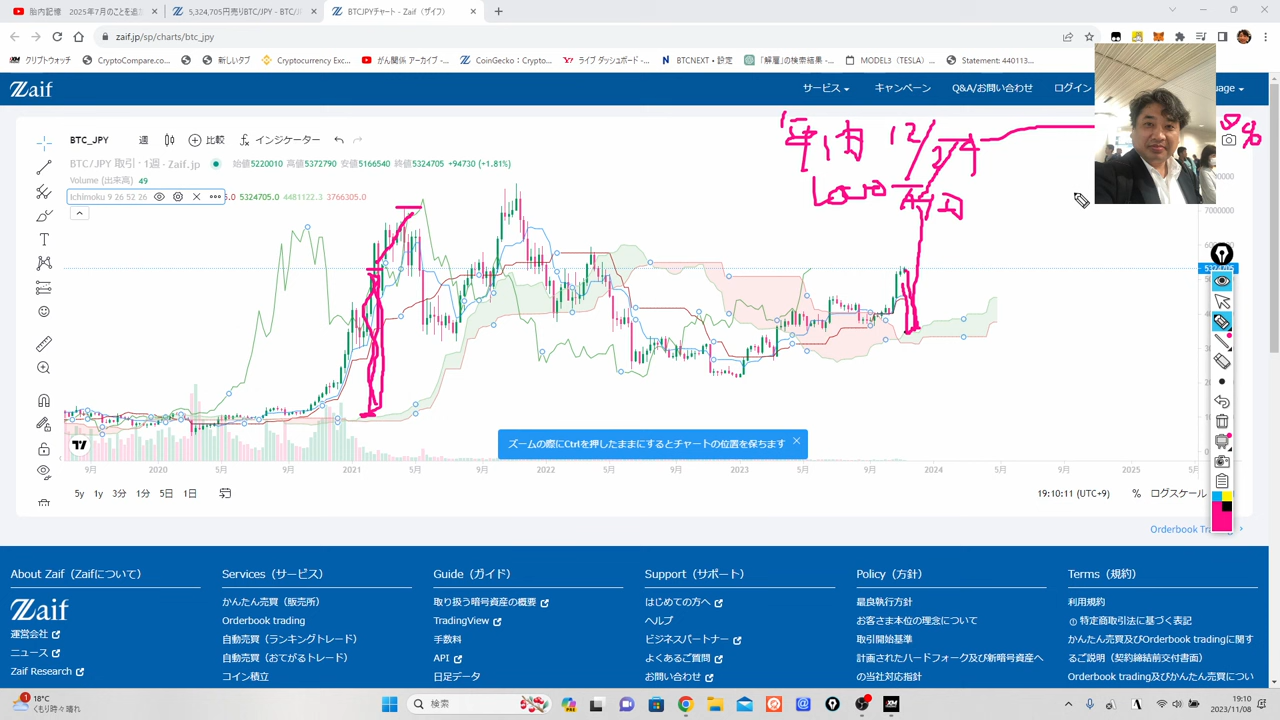 胎内記憶 2025年7月のことを追
5,324,705円売りBTC/JPY - BTC/J
BTCJPYチャート - Zaif（ザイフ）
zaif.jp/sp/charts/btc_jpy
クリプトウォッチ
CryptoCompare.co...
新しいタブ
Cryptocurrency Exc...
がん関係 アーカイブ -...
CoinGecko：Crypto...
ライブ ダッシュボード -...
BTCNEXT • 設定
「解雇」の検索結果 -...
MODEL3（TESLA）...
Statement: 440113...
Zaif
サービス
キャンペーン
Q&A/お問い合わせ
ログイン
uage
BTC_JPY
週
比較
インジケーター
年内 12/24
%
BTC/JPY 取引・1週 - Zaif.jp
始値5220010 高値5372790 安値5166540 終値5324705 +94730 (+1.81%)
Volume (出来高) 49
Ichimoku 9 26 52 26
5.0 5324705.0 4481122.3 3766305.0
7000000
5324705
ズームの際にCtrlを押したままにするとチャートの位置を保ちます
9月 2020 5月 9月 2021 5月 9月 2022 5月 9月 2023 5月 9月 2024 5月 9月 2025 5月
5y 1y 3分 1分 5日 1日
19:10:11 (UTC+9)
%
ログスケール
Orderbook Tr
About Zaif（Zaifについて）
Zaif
運営会社
ニュース
Zaif Research
Services（サービス）
かんたん売買（販売所）
Orderbook trading
自動売買（ランキングトレード）
自動売買（おてがるトレード）
コイン積立
Guide（ガイド）
取り扱う暗号資産の概要
TradingView
手数料
API
日足データ
Support（サポート）
はじめての方へ
ヘルプ
ビジネスパートナー
よくあるご質問
お問い合わせ
Policy（方針）
最良執行方針
お客さま本位の理念について
取引開始基準
計画されたハードフォーク及び新暗号資産へ
の当社対応指針
Terms（規約）
利用規約
特定商取引法に基づく表記
かんたん売買及びOrderbook tradingに関す
るご説明（契約締結前交付書面）
Orderbook trading及びかんたん売買につい
1
18°C
くもり時々晴れ
検索
19:10
2023/11/08